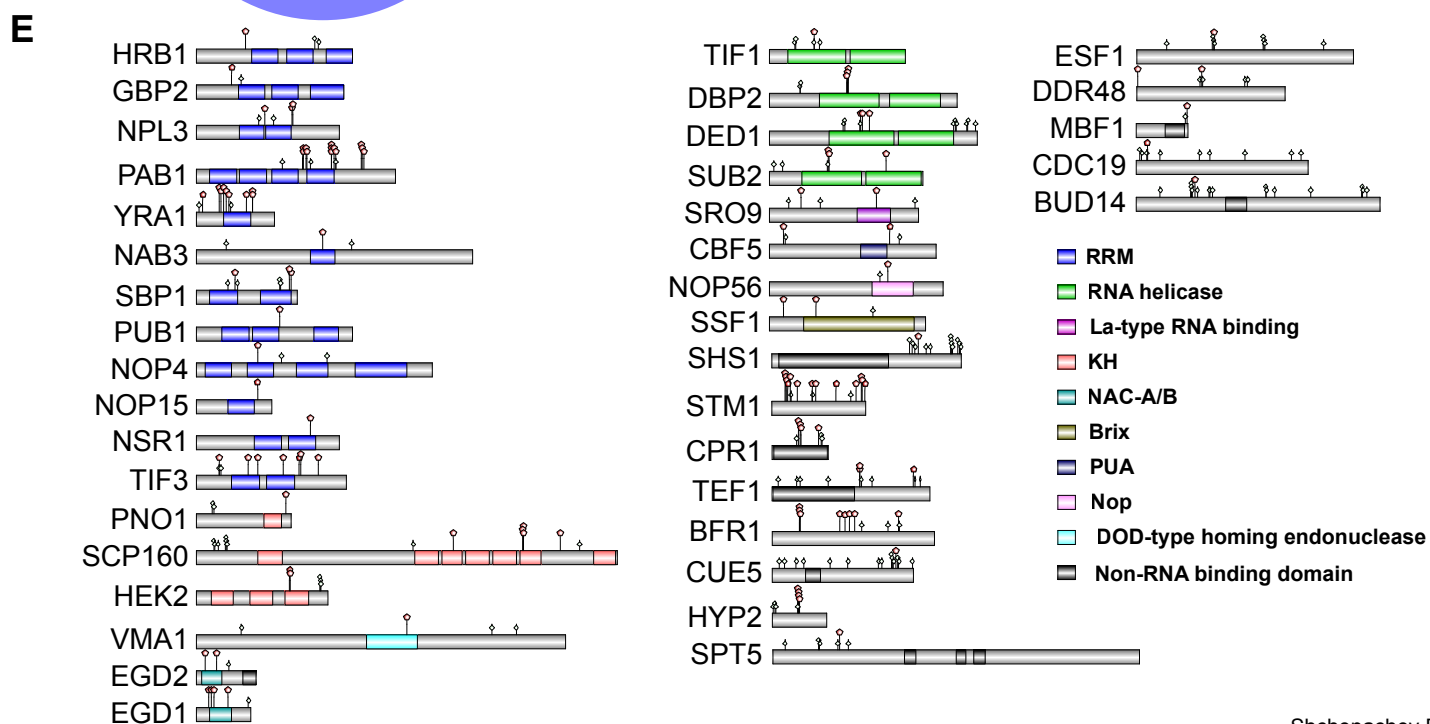 E
HRB1
GBP2
NPL3
PAB1
YRA1
NAB3
SBP1
PUB1
NOP4
NOP15
NSR1
TIF3
PNO1
SCP160
HEK2
VMA1
EGD2
EGD1
TIF1
DBP2
DED1
SUB2
SRO9
CBF5
NOP56
SSF1
SHS1
STM1
CPR1
TEF1
BFR1
CUE5
HYP2
SPT5
ESF1
DDR48
MBF1
CDC19
BUD14
RRM
RNA helicase
La-type RNA binding
KH
NAC-A/B
Brix
PUA
Nop
DOD-type homing endonuclease
Non-RNA binding domain